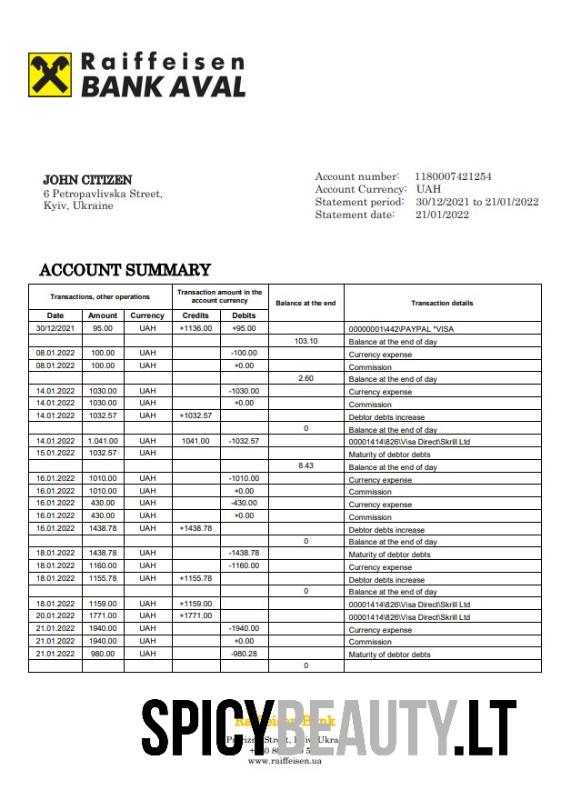 Raiffeisen
BANK AVAL
JOHN CITIZEN
6 Petropavlivska Street,
Kyiv, Ukraine
Account number: 1180007421254
Account Currency: UAH
Statement period: 30/12/2021 to 21/01/2022
Statement date: 21/01/2022
ACCOUNT SUMMARY
Transactions, other operations Transaction amount in the account currency Balance at the end Transaction details
Date Amount Currency Credits Debits
30/12/2021 95.00 UAH +1136.00 +95.00 00000001\442\PAYPAL *VISA
103.10 Balance at the end of day
08.01.2022 100.00 UAH -100.00 Currency expense
08.01.2022 100.00 UAH +0.00 Commission
2.60 Balance at the end of day
14.01.2022 1030.00 UAH -1030.00 Currency expense
14.01.2022 1030.00 UAH +0.00 Commission
14.01.2022 1032.57 UAH +1032.57 Debtor debts increase
0 Balance at the end of day
14.01.2022 1.041.00 UAH 1041.00 -1032.57 00001414\826\Visa Direct\Skrill Ltd
15.01.2022 1032.57 UAH Maturity of debtor debts
8.43 Balance at the end of day
16.01.2022 1010.00 UAH -1010.00 Currency expense
16.01.2022 1010.00 UAH +0.00 Commission
16.01.2022 430.00 UAH -430.00 Currency expense
16.01.2022 430.00 UAH +0.00 Commission
16.01.2022 1438.78 UAH +1438.78 Debtor debts increase
0 Balance at the end of day
18.01.2022 1438.78 UAH -1438.78 Maturity of debtor debts
18.01.2022 1160.00 UAH -1160.00 Currency expense
18.01.2022 1155.78 UAH +1155.78 Debtor debts increase
0 Balance at the end of day
18.01.2022 1159.00 UAH +1159.00 00001414\826\Visa Direct\Skrill Ltd
20.01.2022 1771.00 UAH +1771.00 00001414\826\Visa Direct\Skrill Ltd
21.01.2022 1940.00 UAH -1940.00 Currency expense
21.01.2022 1940.00 UAH +0.00 Commission
21.01.2022 980.00 UAH -980.28 Maturity of debtor debts
0
SPICYBEAUTY.LT
Raiffeisen Bank
www.raiffeisen.ua